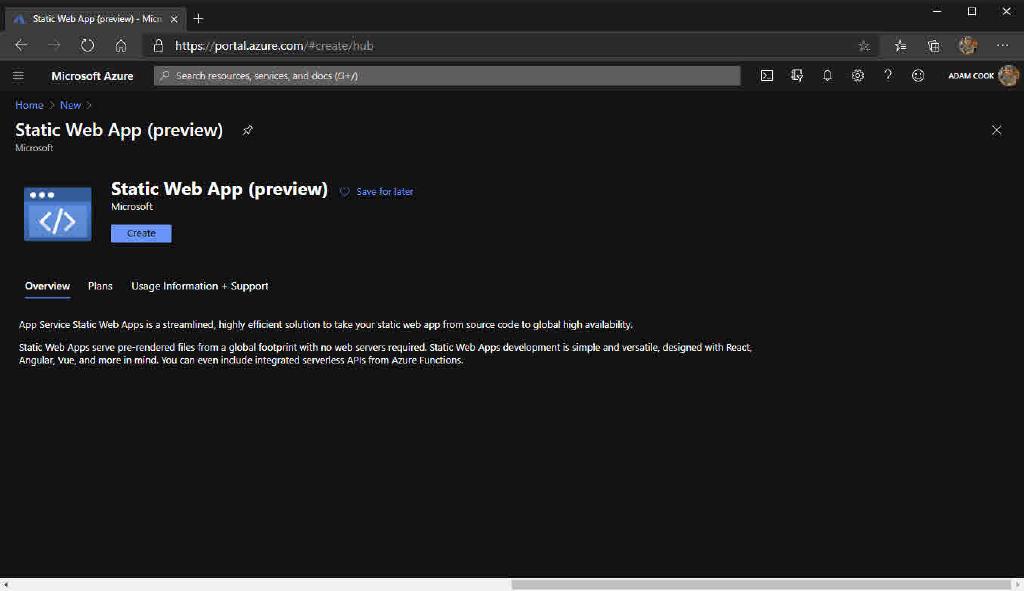 Static Web App (preview) - Micr
https://portal.azure.com/#create/hub
Microsoft Azure
Search resources, services, and docs (G+/)
ADAM COOK
Home > New >
Static Web App (preview)
Microsoft
</>
Static Web App (preview)
Save for later
Microsoft
Create
Overview Plans Usage Information + Support
App Service Static Web Apps is a streamlined, highly efficient solution to take your static web app from source code to global high availability.
Static Web Apps serve pre-rendered files from a global footprint with no web servers required. Static Web Apps development is simple and versatile, designed with React,
Angular, Vue, and more in mind. You can even include integrated serverless APIs from Azure Functions.